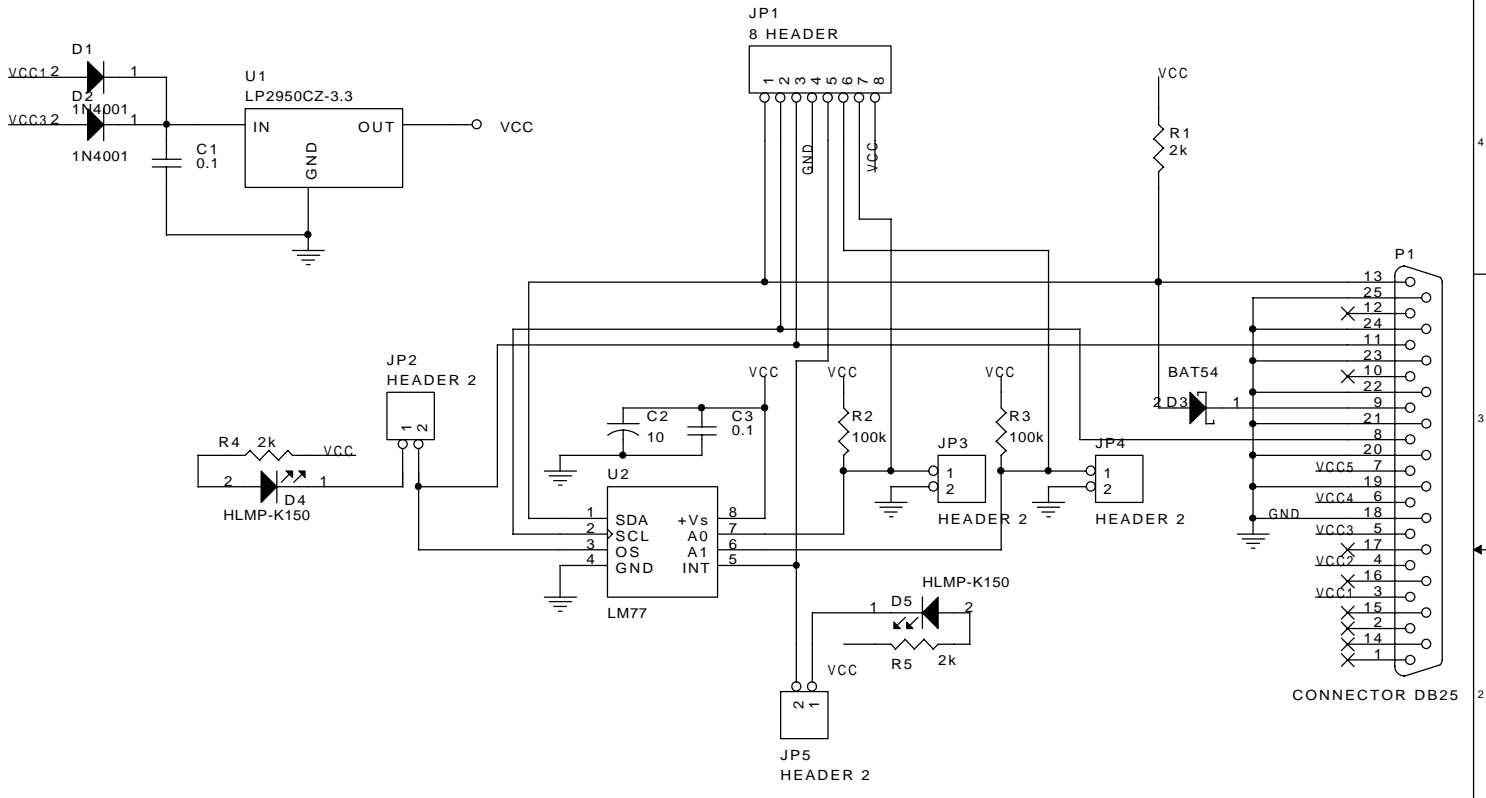 JP1
8 HEADER
1 2 3 4 5 6 7 8
GND
VCC
D1
VCC1 2 1
D2
1N4001
VCC3 2 1
1N4001
C1
0.1
U1
LP2950CZ-3.3
IN OUT
GND
VCC
VCC
R1
2k
4
P1
13
25
12
24
11
23
10
22
9
21
8
20
VCC5 7
19
VCC4 6
GND 18
VCC3 5
17
VCC2 4
16
VCC1 3
15
2
14
1
CONNECTOR DB25
3
2
BAT54
2 D3 1
JP2
HEADER 2
1 2
R4 2k
VCC
2 D4 1
HLMP-K150
VCC
C2
10
C3
0.1
VCC
R2
100k
VCC
R3
100k
JP3
1
2
HEADER 2
JP4
1
2
HEADER 2
U2
1 SDA +Vs 8
2 SCL A0 7
3 OS A1 6
4 GND INT 5
LM77
HLMP-K150
1 D5 2
R5 2k
VCC
2 1
JP5
HEADER 2